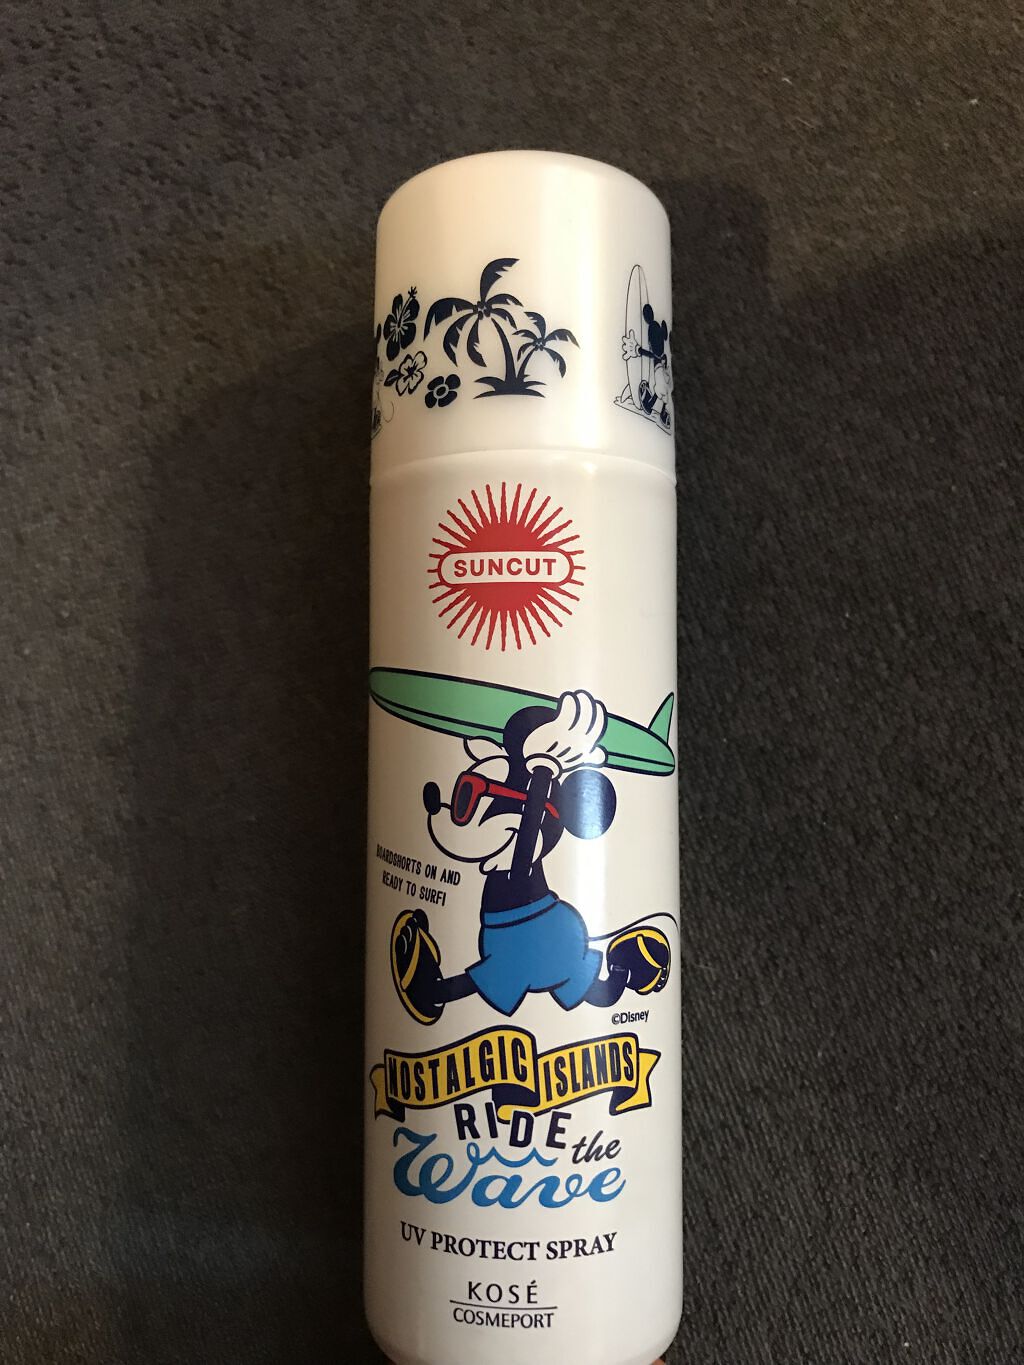 SUNCUT
BOARDSHORTS ON AND
READY TO SURF!
©Disney
NOSTALGIC ISLANDS
RIDE
the
Wave
UV PROTECT SPRAY
KOSÉ
COSMEPORT